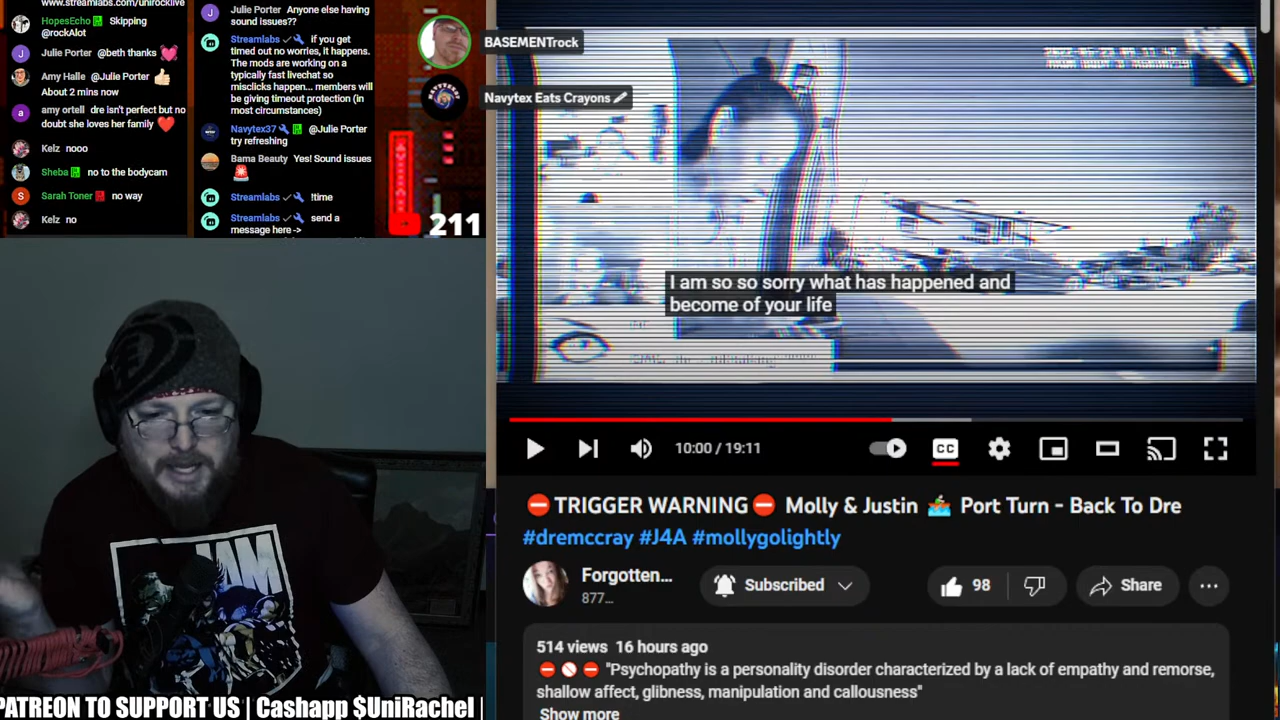 www.streamlabs.com/unirocklive
HopesEcho Skipping
@rockAlot
Julie Porter @beth thanks
Amy Halle @Julie Porter
About 2 mins now
amy ortell dre isn't perfect but no
doubt she loves her family
Kelz nooo
Sheba no to the bodycam
Sarah Toner no way
Kelz no
Julie Porter Anyone else having
sound issues??
Streamlabs if you get
timed out no worries, it happens.
The mods are working on a
typically fast livechat so
misclicks happen... members will
be giving timeout protection (in
most circumstances)
Navytex37 @Julie Porter
try refreshing
Bama Beauty Yes! Sound issues
Streamlabs !time
Streamlabs send a
message here ->
211
BASEMENTrock
Navytex Eats Crayons
I am so so sorry what has happened and
become of your life
10:00 / 19:11
CC
⛔TRIGGER WARNING⛔ Molly & Justin 🚣 Port Turn - Back To Dre
#dremccray #J4A #mollygolightly
Forgotten...
877...
Subscribed
98
Share
514 views 16 hours ago
⛔🚫⛔ "Psychopathy is a personality disorder characterized by a lack of empathy and remorse,
shallow affect, glibness, manipulation and callousness"
Show more
JAM
PATREON TO SUPPORT US | Cashapp $UniRachel |